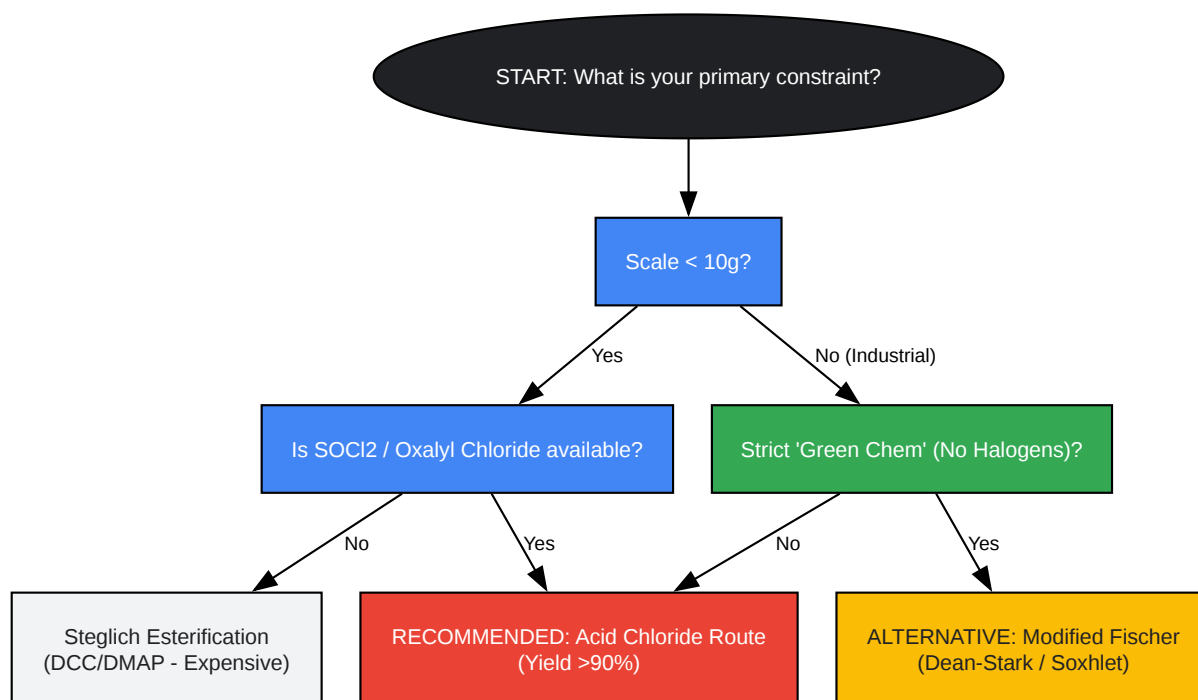 START: What is your primary constraint?
Scale < 10g?
Yes
No (Industrial)
Is SOCl2 / Oxalyl Chloride available?
Strict 'Green Chem' (No Halogens)?
No
Yes
No
Yes
Steglich Esterification
(DCC/DMAP - Expensive)
RECOMMENDED: Acid Chloride Route
(Yield >90%)
ALTERNATIVE: Modified Fischer
(Dean-Stark / Soxhlet)